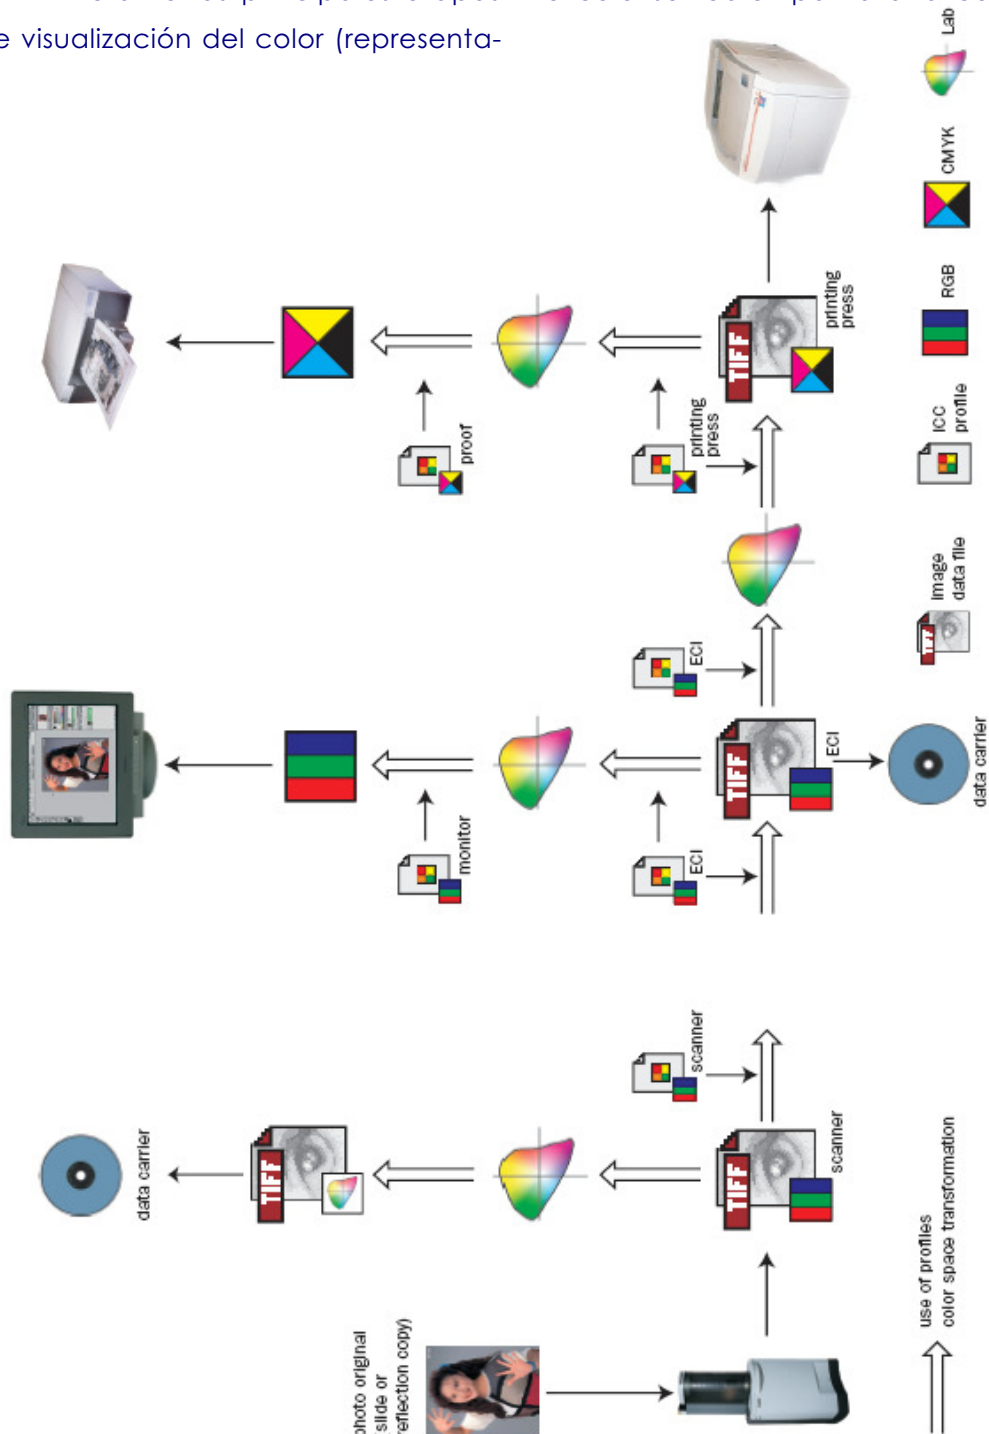 e visualización del color (representa-
Lab
CMYK
RGB
ICC
profile
image
data file
TIFF
printing
press
TIFF
proof
printing
press
monitor
ECI
ECI
TIFF
ECI
data carrier
data carrier
TIFF
scanner
TIFF
scanner
photo original
slide or
reflection copy)
use of profiles
color space transformation